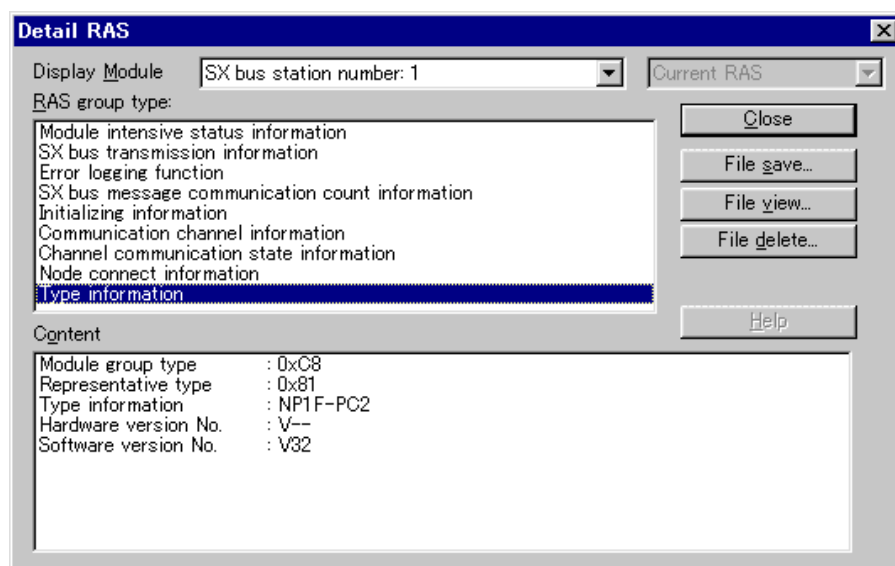 Detail RAS
Display Module SX bus station number: 1 Current RAS
RAS group type:
Module intensive status information
SX bus transmission information
Error logging function
SX bus message communication count information
Initializing information
Communication channel information
Channel communication state information
Node connect information
Type information
Close
File save...
File view...
File delete...
Help
Content
Module group type : 0xC8
Representative type : 0x81
Type information : NP1F-PC2
Hardware version No. : V--
Software version No. : V32